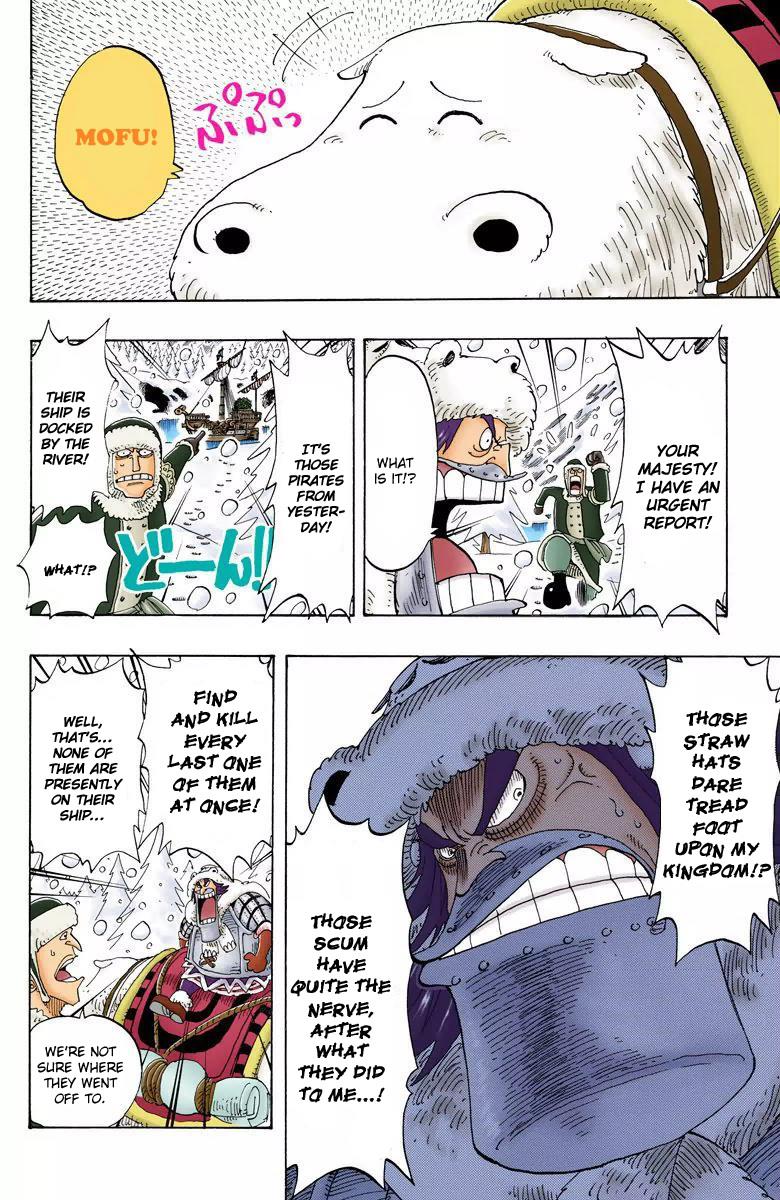 MOFU!
ぷぷっ
YOUR
MAJESTY!
I HAVE AN
URGENT
REPORT!
WHAT
IS IT!?
IT'S
THOSE
PIRATES
FROM
YESTER-
DAY!
THEIR
SHIP IS
DOCKED
BY THE
RIVER!
どーん!!
WHAT!?
THOSE
STRAW
HATS
DARE
TREAD
FOOT
UPON MY
KINGDOM!?
THOSE
SCUM
HAVE
QUITE THE
NERVE,
AFTER
WHAT
THEY DID
TO ME...!
FIND
AND KILL
EVERY
LAST ONE
OF THEM
AT ONCE!
WELL,
THAT'S...
NONE OF
THEM ARE
PRESENTLY
ON THEIR
SHIP...
WE'RE NOT
SURE WHERE
THEY WENT
OFF TO.